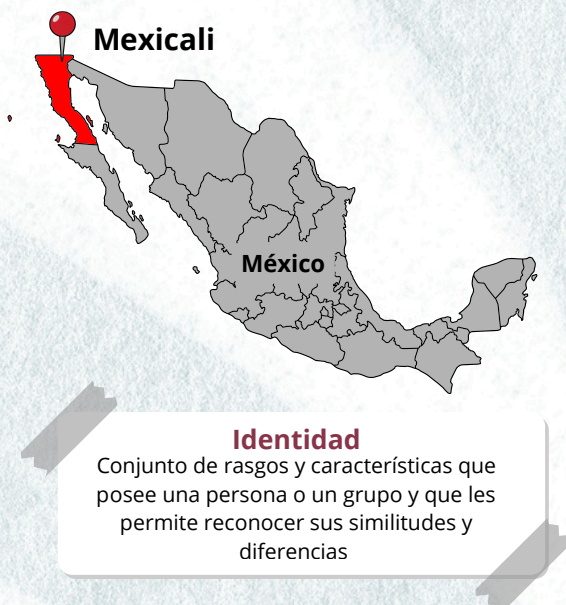 Mexicali
México
Identidad
Conjunto de rasgos y características que
posee una persona o un grupo y que les
permite reconocer sus similitudes y
diferencias